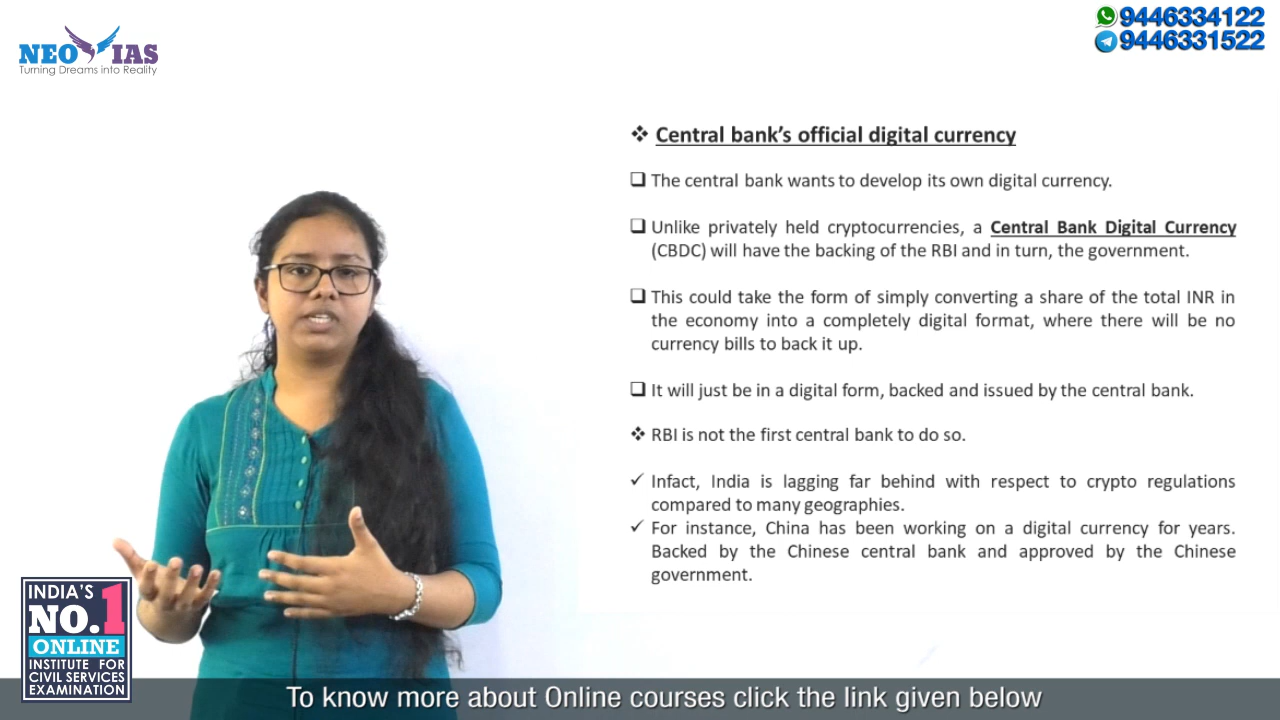 NEO IAS
Turning Dreams into Reality
9446334122
9446331522
❖ Central bank’s official digital currency
❑ The central bank wants to develop its own digital currency.
❑ Unlike privately held cryptocurrencies, a Central Bank Digital Currency
(CBDC) will have the backing of the RBI and in turn, the government.
❑ This could take the form of simply converting a share of the total INR in
the economy into a completely digital format, where there will be no
currency bills to back it up.
❑ It will just be in a digital form, backed and issued by the central bank.
❖ RBI is not the first central bank to do so.
✓ Infact, India is lagging far behind with respect to crypto regulations
compared to many geographies.
✓ For instance, China has been working on a digital currency for years.
Backed by the Chinese central bank and approved by the Chinese
government.
INDIA'S
NO.1
ONLINE
INSTITUTE FOR
CIVIL SERVICES
EXAMINATION
To know more about Online courses click the link given below